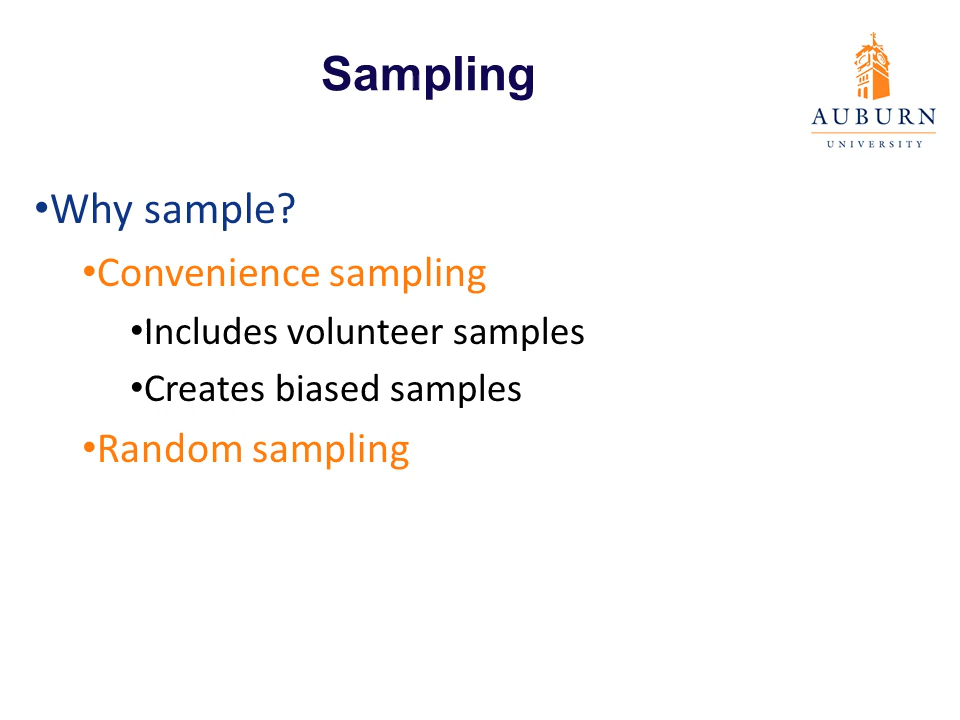 Sampling
AUBURN
UNIVERSITY
•Why sample?
•Convenience sampling
•Includes volunteer samples
•Creates biased samples
•Random sampling